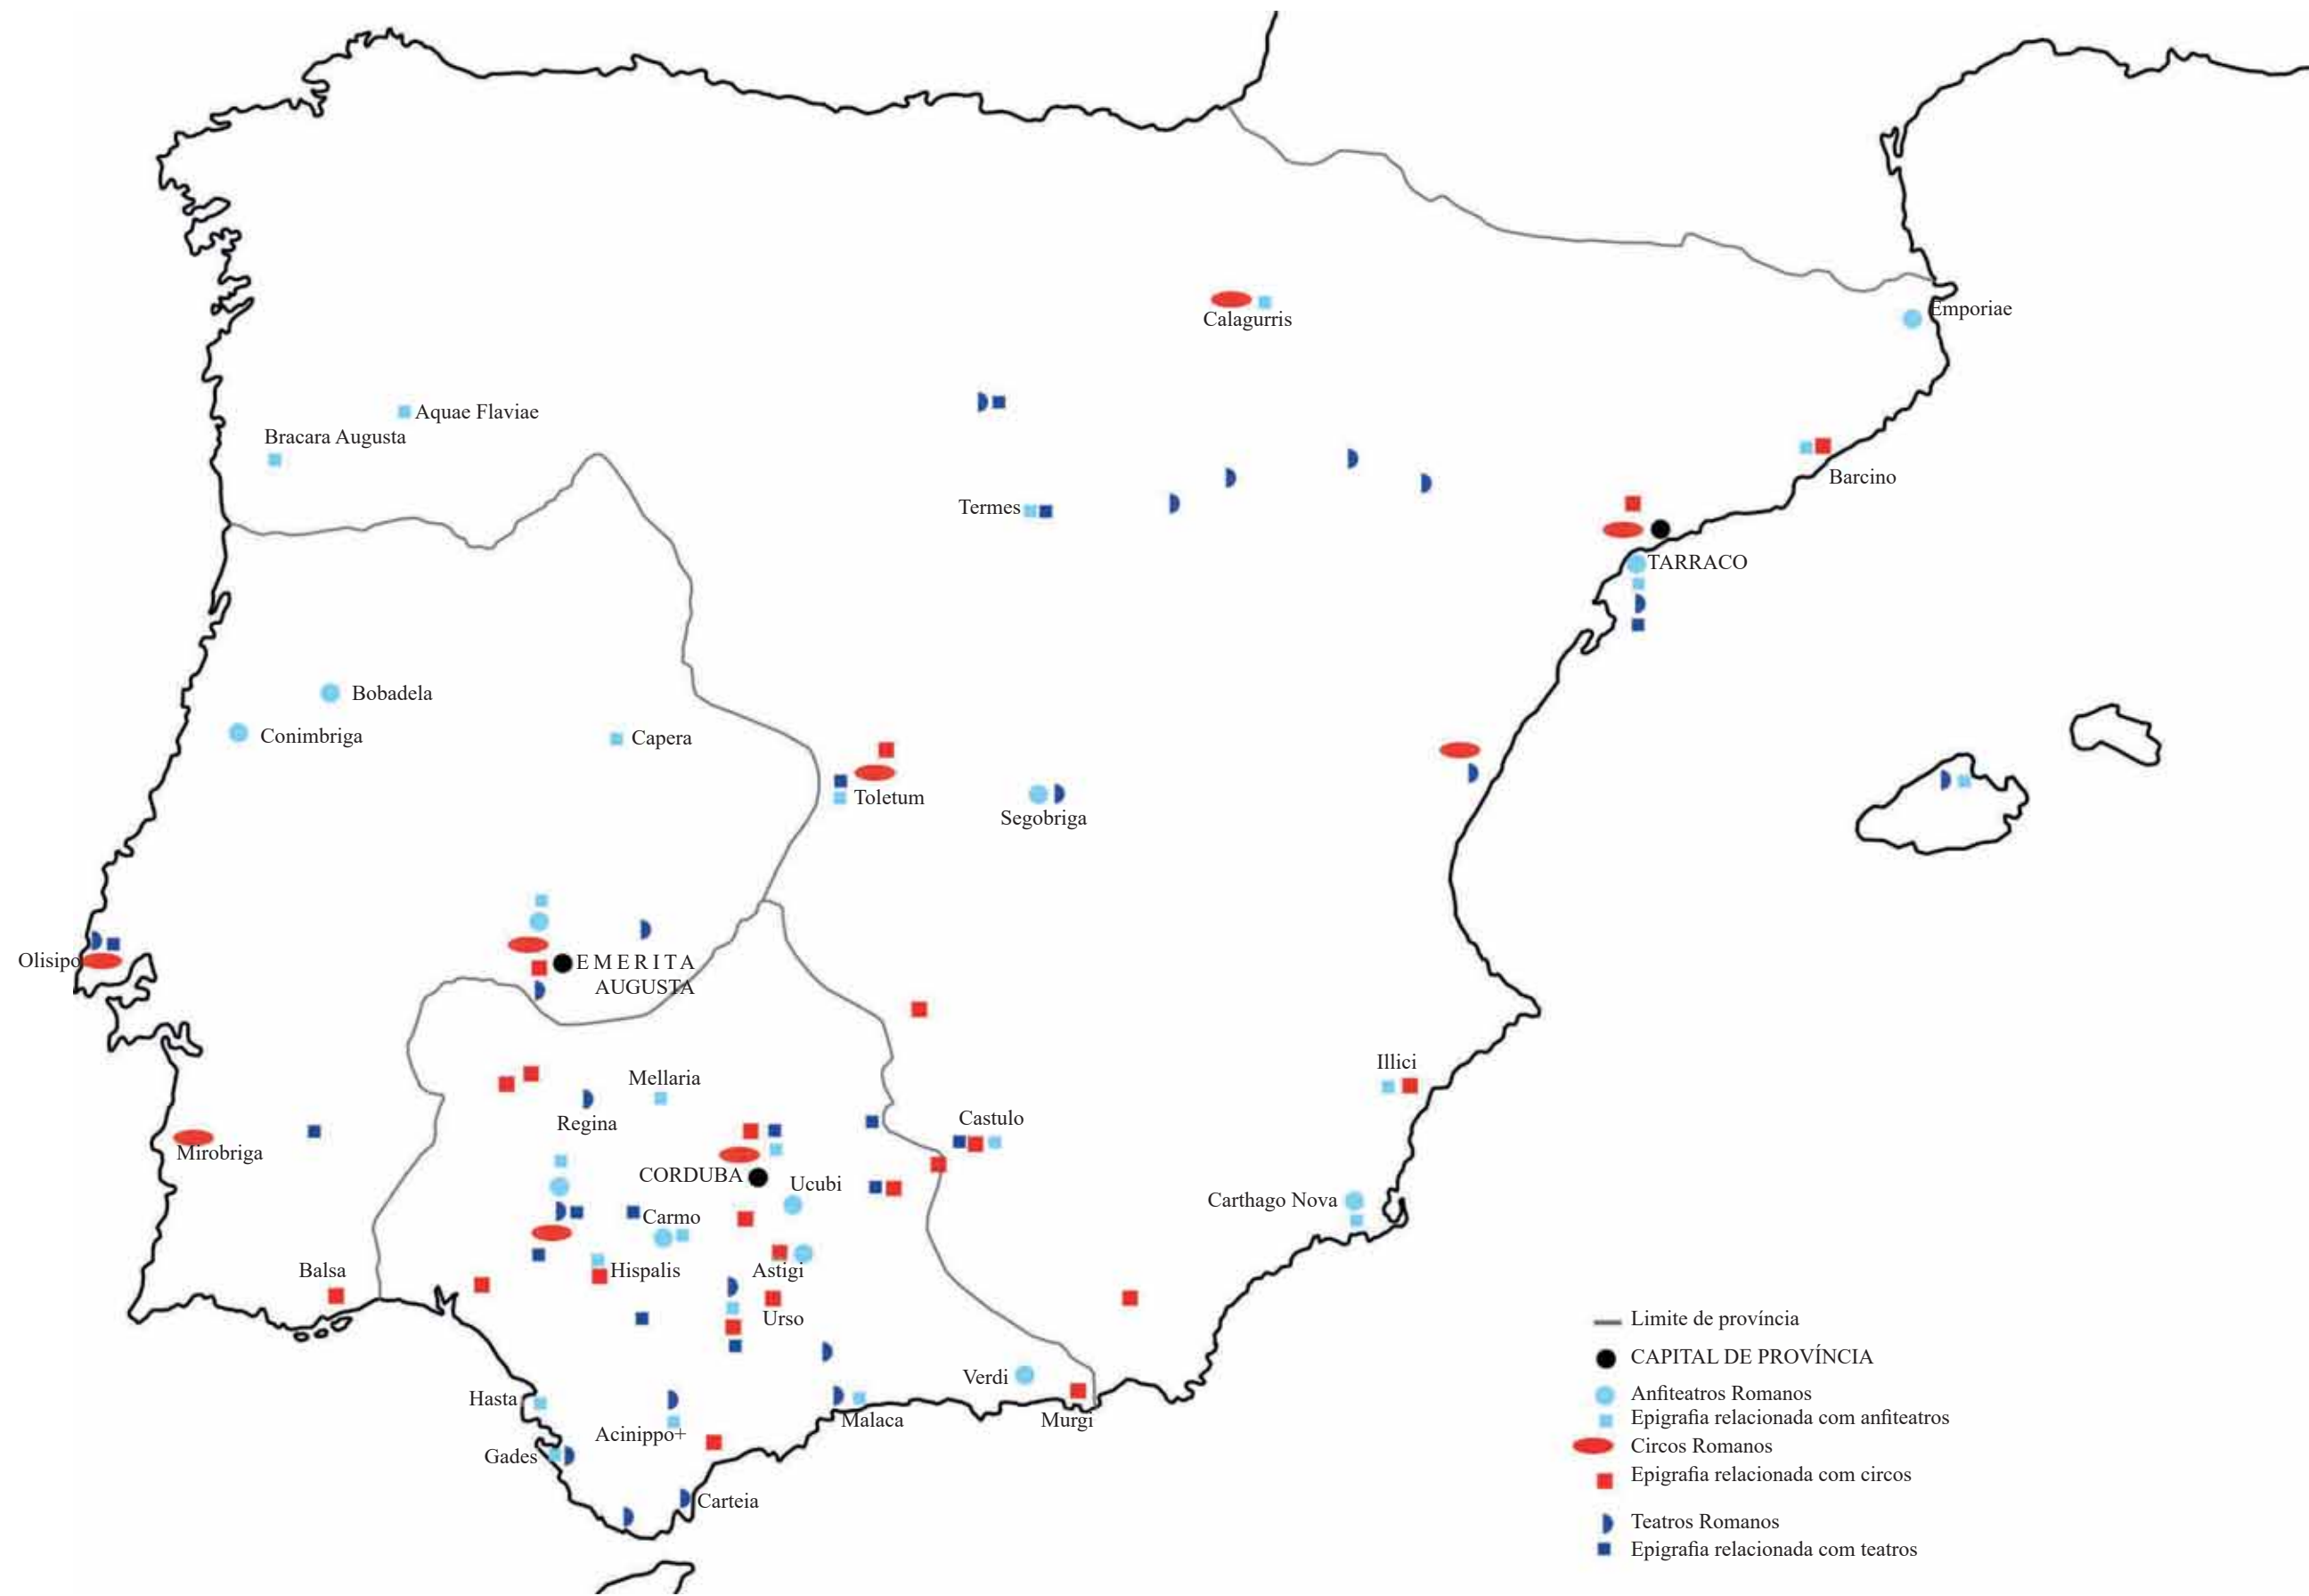 Calagurris
Emporiae
Aquae Flaviae
Bracara Augusta
Barcino
Termes
TARRACO
Bobadela
Conimbriga
Capera
Toletum
Segobriga
Olisipo
EMERITA
AUGUSTA
Illici
Mellaria
Regina
Castulo
Mirobriga
CORDUBA
Ucubi
Carthago Nova
Carmo
Balsa
Hispalis
Astigi
Urso
Verdi
Hasta
Acinippo+
Malaca
Murgi
Gades
Carteia
Limite de província
CAPITAL DE PROVÍNCIA
Anfiteatros Romanos
Epigrafia relacionada com anfiteatros
Circos Romanos
Epigrafia relacionada com circos
Teatros Romanos
Epigrafia relacionada com teatros